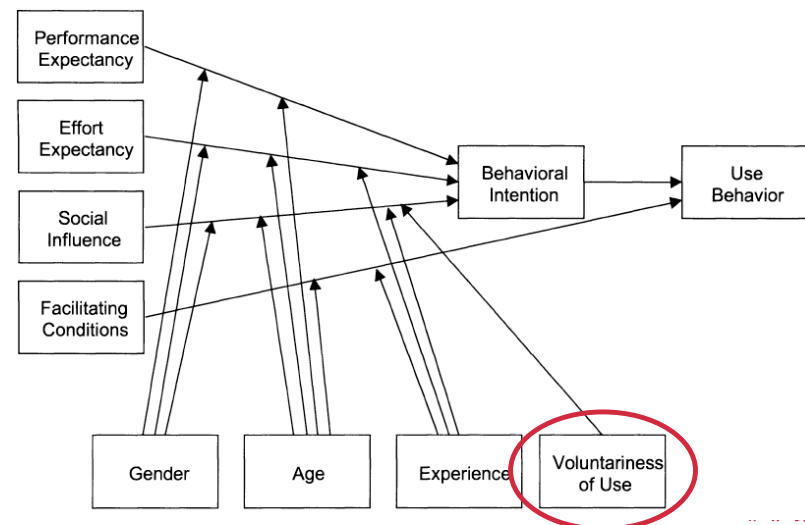 Performance
Expectancy
Effort
Expectancy
Social
Influence
Facilitating
Conditions
Behavioral
Intention
Use
Behavior
Gender
Age
Experience
Voluntariness
of Use